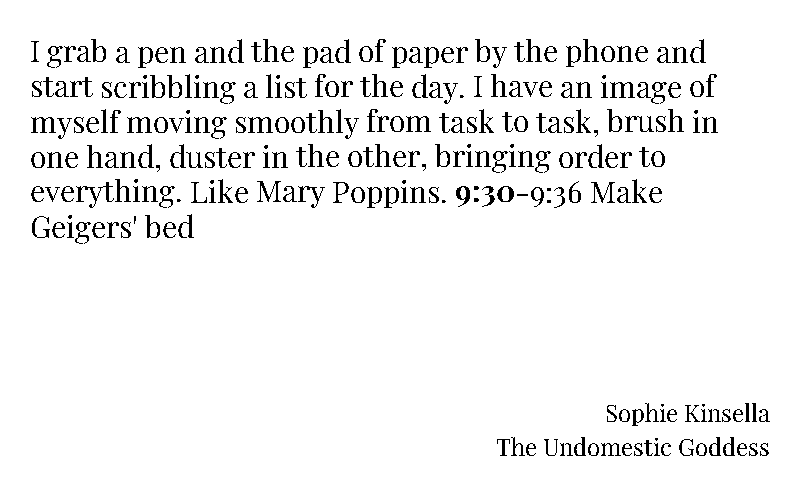 I grab a pen and the pad of paper by the phone and
start scribbling a list for the day. I have an image of
myself moving smoothly from task to task, brush in
one hand, duster in the other, bringing order to
everything. Like Mary Poppins. 9:30-9:36 Make
Geigers' bed
Sophie Kinsella
The Undomestic Goddess